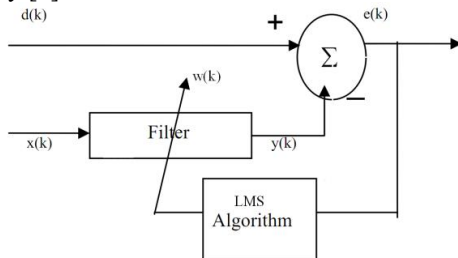 d(k)
+
e(k)
Σ
w(k)
−
Filter
x(k)
y(k)
LMS
Algorithm